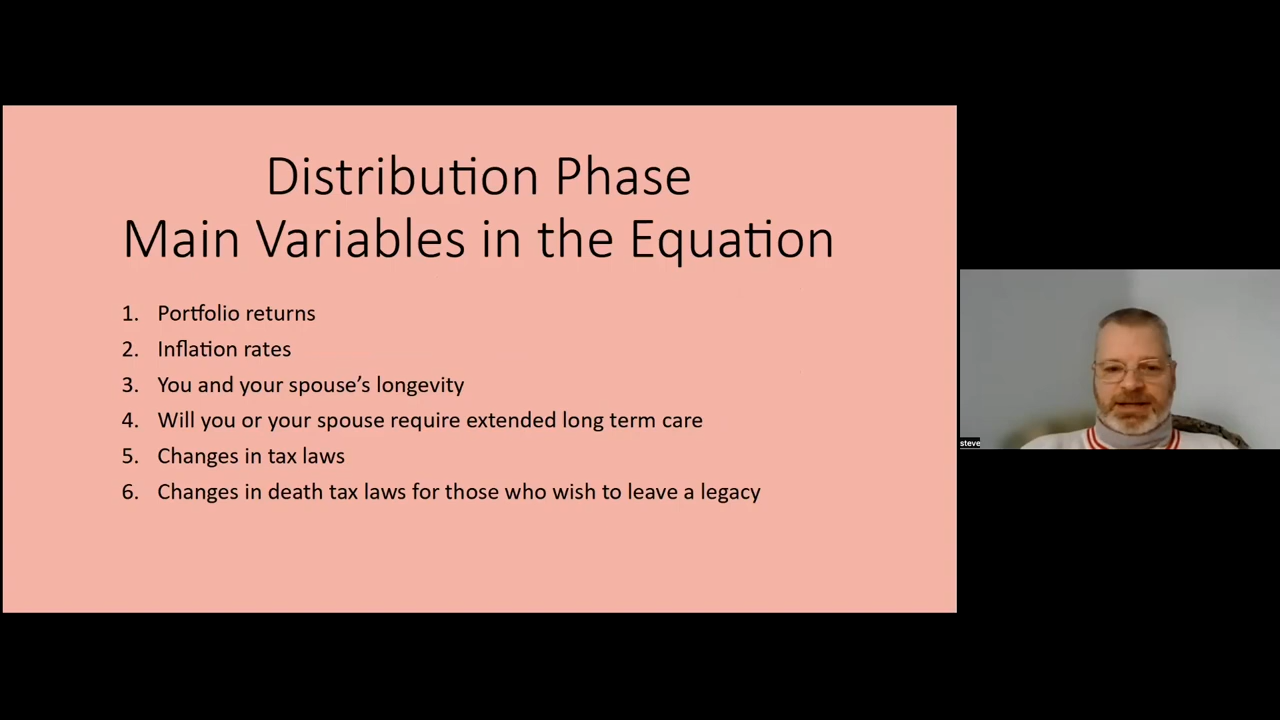 Distribution Phase
Main Variables in the Equation
1. Portfolio returns
2. Inflation rates
3. You and your spouse’s longevity
4. Will you or your spouse require extended long term care
5. Changes in tax laws
6. Changes in death tax laws for those who wish to leave a legacy
steve